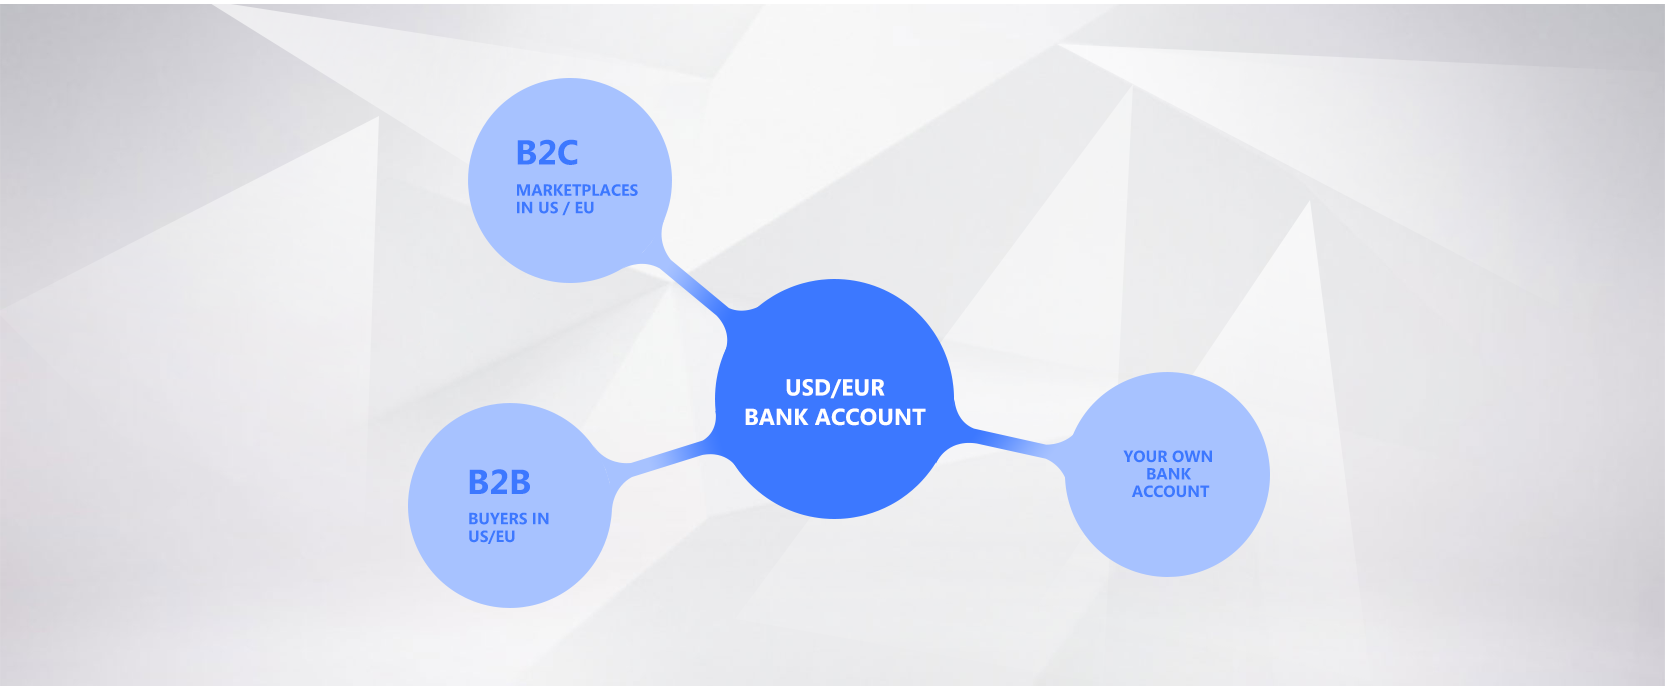 B2C
MARKETPLACES
IN US / EU
USD/EUR
BANK ACCOUNT
B2B
BUYERS IN
US/EU
YOUR OWN
BANK
ACCOUNT